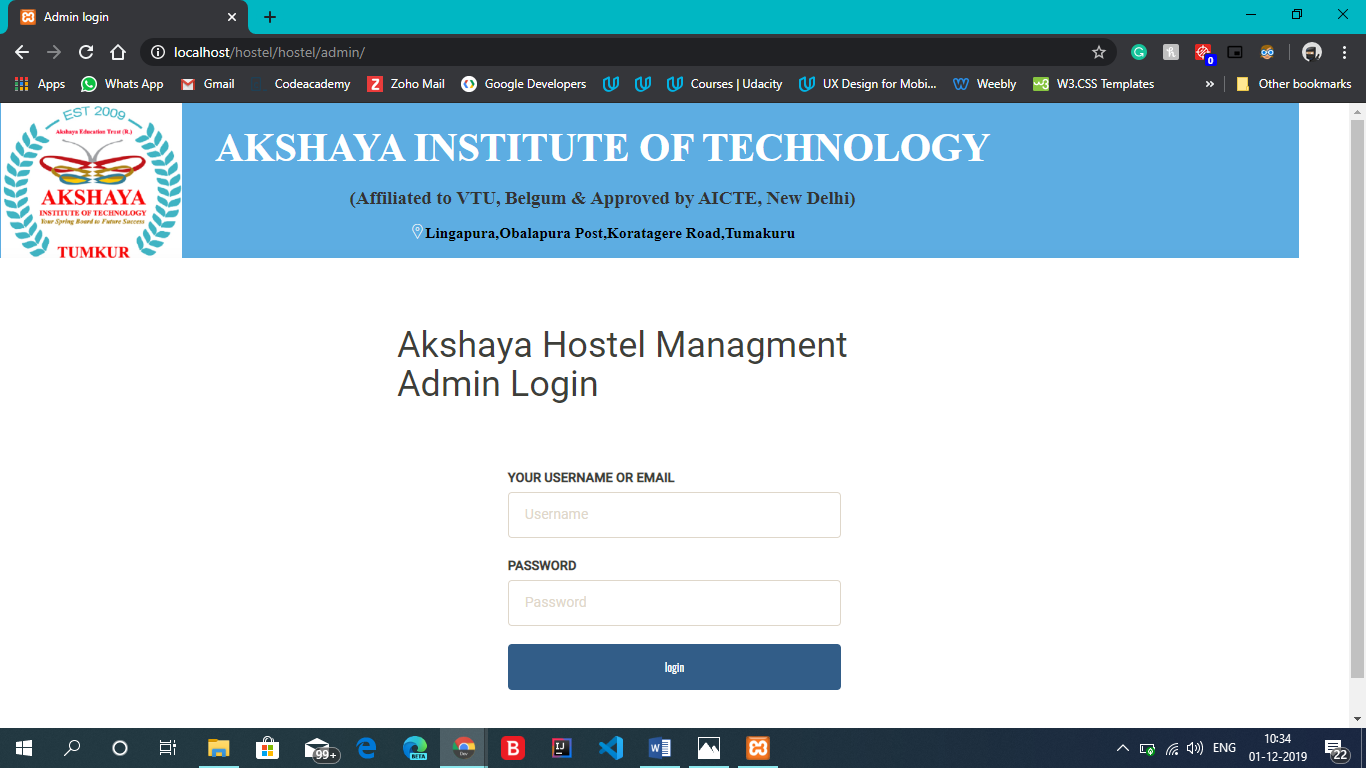 Admin login
localhost/hostel/hostel/admin/
0
Apps Whats App Gmail Codeacademy Zoho Mail Google Developers Courses | Udacity UX Design for Mobi... Weebly W3.CSS Templates » Other bookmarks
EST 2009
Akshaya Education Trust (R.)
AKSHAYA
INSTITUTE OF TECHNOLOGY
Your Spring Board to Future Success
TUMKUR
AKSHAYA INSTITUTE OF TECHNOLOGY
(Affiliated to VTU, Belgum & Approved by AICTE, New Delhi)
Lingapura,Obalapura Post,Koratagere Road,Tumakuru
Akshaya Hostel Managment
Admin Login
YOUR USERNAME OR EMAIL
Username
PASSWORD
Password
login
99+
BETA
Dev
B
IJ
W
ENG
10:34
01-12-2019
22